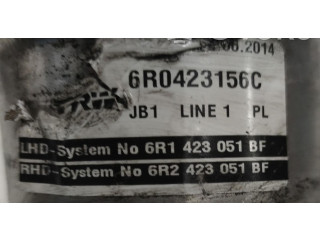 .06.2014
6R0423156C
TRW
JB1 LINE 1 PL
LHD-System No 6R1 423 051 BF
RHD-System No 6R2 423 051 BF